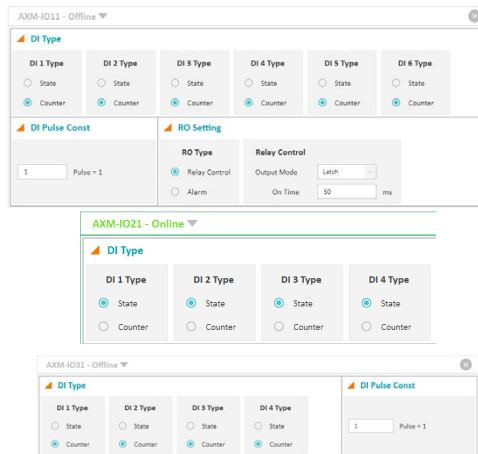 AXM-IO11 - Offline
DI Type
DI 1 Type DI 2 Type DI 3 Type DI 4 Type DI 5 Type DI 6 Type
State State State State State State
Counter Counter Counter Counter Counter Counter
DI Pulse Const RO Setting
RO Type Relay Control
1 Pulse = 1 Relay Control Output Mode Latch
Alarm On Time 50 ms
AXM-IO21 - Online
DI Type
DI 1 Type DI 2 Type DI 3 Type DI 4 Type
State State State State
Counter Counter Counter Counter
AXM-IO31 - Offline
DI Type DI Pulse Const
DI 1 Type DI 2 Type DI 3 Type DI 4 Type
State State State State 1 Pulse = 1
Counter Counter Counter Counter